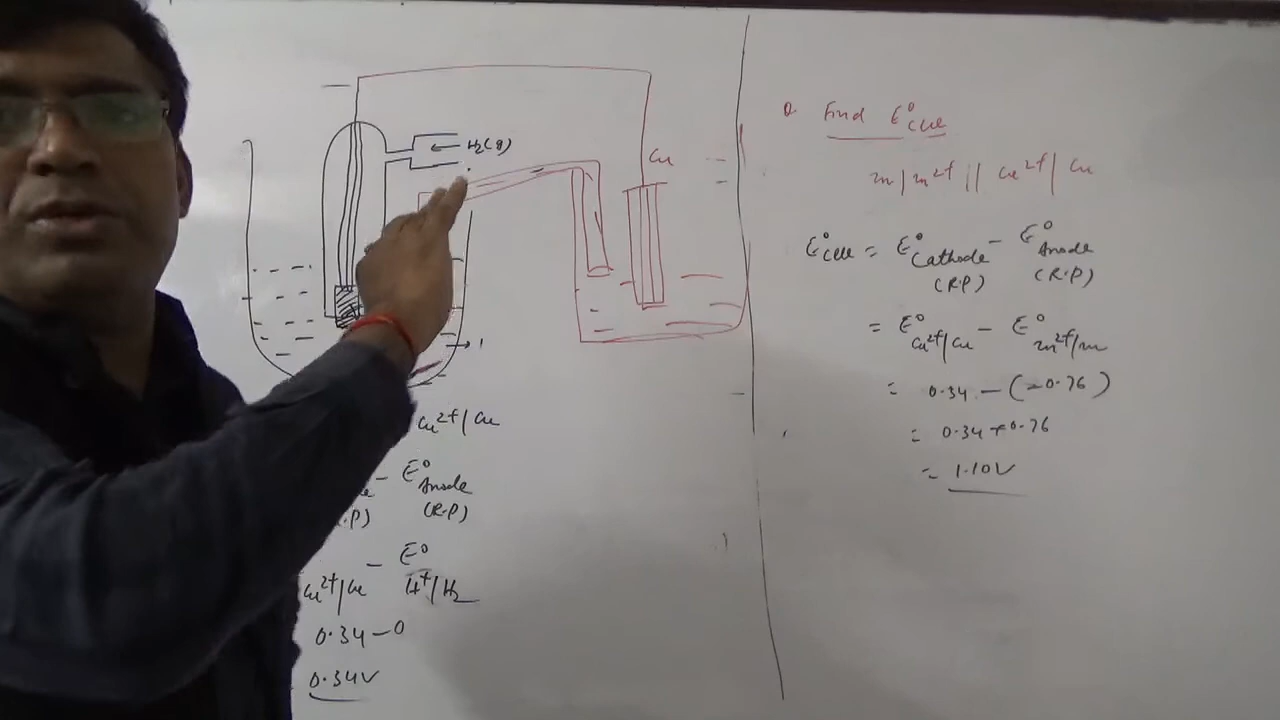 H₂(g)
Cu
Cu²⁺/Cu
- E° Anode
(R.P)
Cu²⁺/Cu - E° H⁺/H₂
0.34 - 0
0.34V
Q Find E°cell
Zn | Zn²⁺ || Cu²⁺ | Cu
E°cell = E°Cathode - E°Anode
(R.P) (R.P)
= E°Cu²⁺/Cu - E°Zn²⁺/Zn
= 0.34 - (-0.76)
= 0.34 + 0.76
= 1.10V